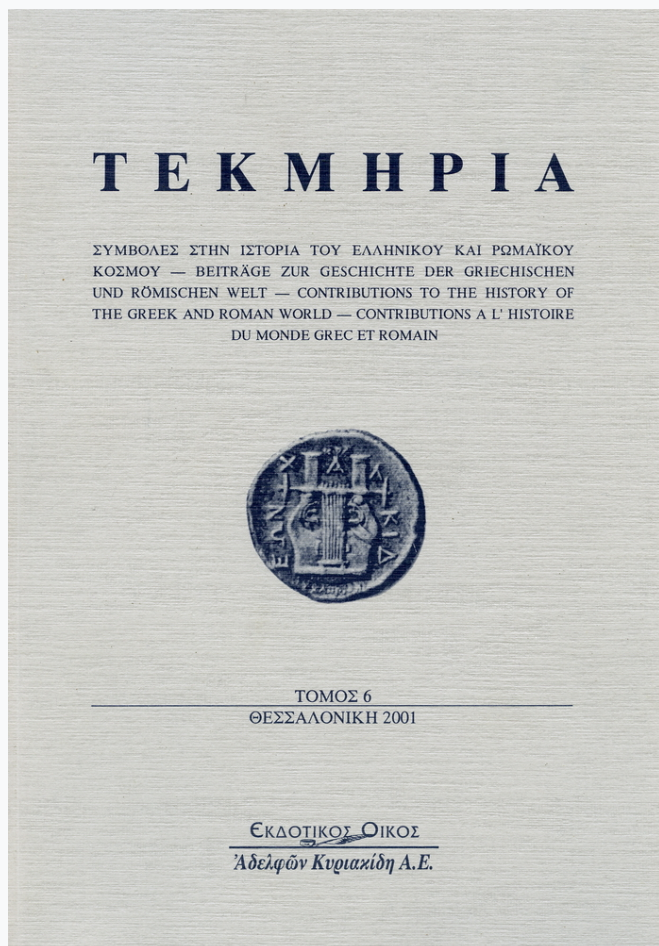 ΤΕΚΜΗΡΙΑ
ΣΥΜΒΟΛΕΣ ΣΤΗΝ ΙΣΤΟΡΙΑ ΤΟΥ ΕΛΛΗΝΙΚΟΥ ΚΑΙ ΡΩΜΑΪΚΟΥ
ΚΟΣΜΟΥ — BEITRÄGE ZUR GESCHICHTE DER GRIECHISCHEN
UND RÖMISCHEN WELT — CONTRIBUTIONS TO THE HISTORY OF
THE GREEK AND ROMAN WORLD — CONTRIBUTIONS A L' HISTOIRE
DU MONDE GREC ET ROMAIN
ΧΑΛΚΙΔΕΩΝ
ΤΟΜΟΣ 6
ΘΕΣΣΑΛΟΝΙΚΗ 2001
ΕΚΔΟΤΙΚΟΣ ΟΙΚΟΣ
Ἀδελφῶν Κυριακίδη Α.Ε.